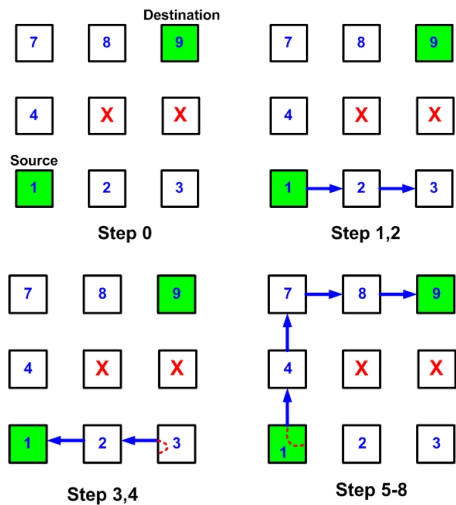 Destination
7 8 9 7 8 9
4 X X 4 X X
Source
1 2 3 1 2 3
Step 0 Step 1,2
7 8 9 7 8 9
4 X X 4 X X
1 2 3 1 2 3
Step 3,4 Step 5-8